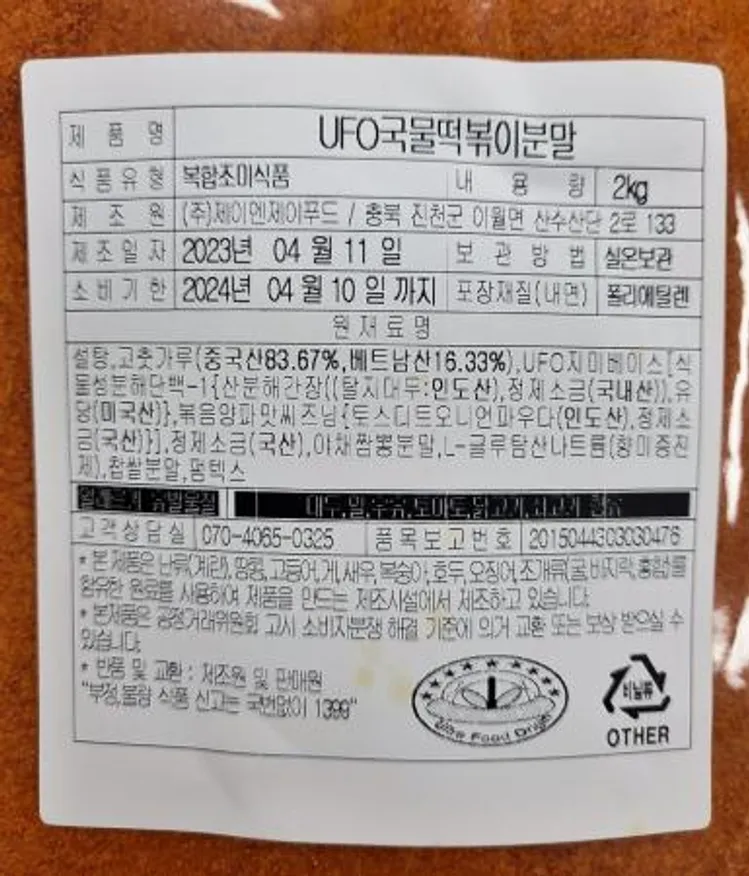 제 품 명 UFO국물떡볶이분말
식품유형 복합조미식품 내 용 량 2kg
제 조 원 (주)제이엔제이푸드 / 충북 진천군 이월면 산수산단 2로 133
제조일자 2023년 04 월 11 일 보 관 방 법 실온보관
소비기한 2024년 04 월 10 일 까지 포장재질(내면) 폴리에틸렌
원 재 료 명
설탕,고춧가루(중국산83.67%,베트남산16.33%),UFO지미베이스[식
물성분해단백-1{산분해간장((탈지대두:인도산),정제소금(국내산)),유
당(미국산)},볶음양파맛씨즈닝{토스디트오니언파우다(인도산),정제소
금(국산)}],정제소금(국산),야채짬뽕분말,L-글루탐산나트륨(향미증진
제),찹쌀분말,펌텍스
알레르기 유발물질 대두,밀,우유,토마토,닭고기,쇠고기 함유
고객상담실 070-4065-0325 품목보고번호 2015044303030476
* 본 제품은 난류(계란), 땅콩, 고등어, 게, 새우, 복숭아, 호두, 오징어, 조개류(굴, 바지락, 홍합)를
함유한 원료를 사용하여 제품을 만드는 제조시설에서 제조하고 있습니다.
* 본제품은 공정거래위원회 고시 소비자분쟁 해결 기준에 의거 교환 또는 보상 받으실 수
있습니다.
* 반품 및 교환 : 제조원 및 판매원
"부정,불량 식품 신고는 국번없이 1399"
Food
비닐류
OTHER